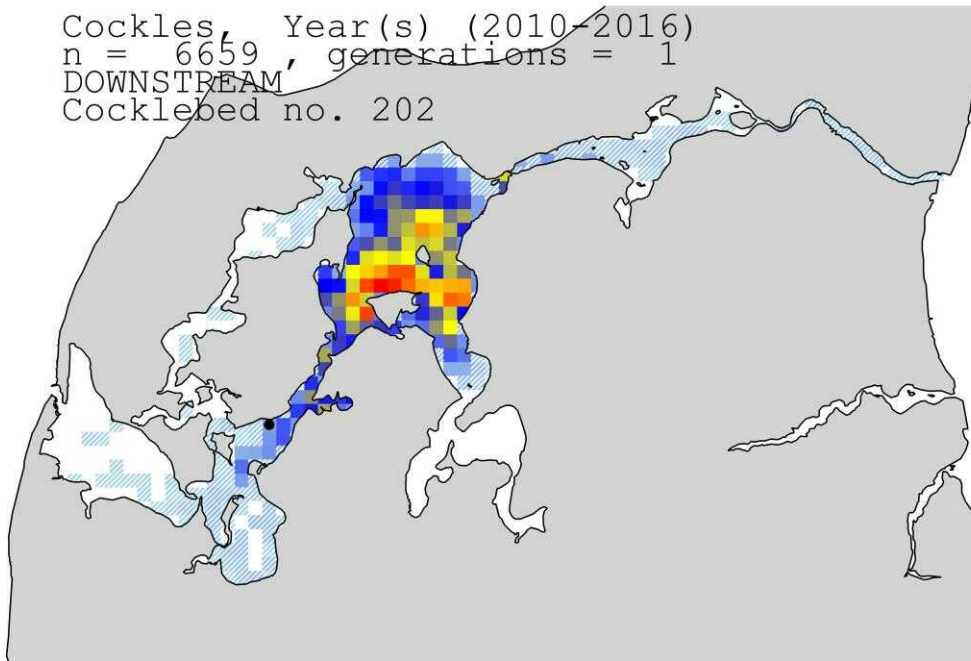 Cockles, Year(s) (2010-2016)
n = 6659 , generations = 1
DOWNSTREAM
Cocklebed no. 202